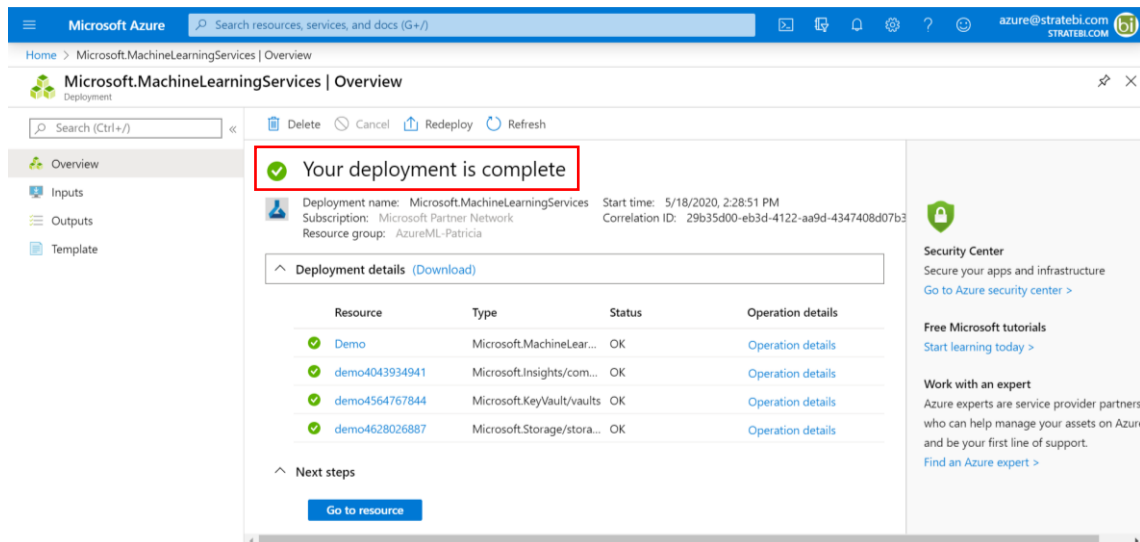 Microsoft Azure
Search resources, services, and docs (G+/)
azure@stratebi.com
STRATEBI.COM
bi
Home > Microsoft.MachineLearningServices | Overview
Microsoft.MachineLearningServices | Overview
Deployment
Search (Ctrl+/)
Delete Cancel Redeploy Refresh
Overview
Inputs
Outputs
Template
Your deployment is complete
Deployment name: Microsoft.MachineLearningServices Start time: 5/18/2020, 2:28:51 PM
Subscription: Microsoft Partner Network Correlation ID: 29b35d00-eb3d-4122-aa9d-4347408d07b3
Resource group: AzureML-Patricia
Deployment details (Download)
Resource Type Status Operation details
Demo Microsoft.MachineLear... OK Operation details
demo4043934941 Microsoft.Insights/com... OK Operation details
demo4564767844 Microsoft.KeyVault/vaults OK Operation details
demo4628026887 Microsoft.Storage/stora... OK Operation details
Next steps
Go to resource
Security Center
Secure your apps and infrastructure
Go to Azure security center >
Free Microsoft tutorials
Start learning today >
Work with an expert
Azure experts are service provider partners
who can help manage your assets on Azure
and be your first line of support.
Find an Azure expert >